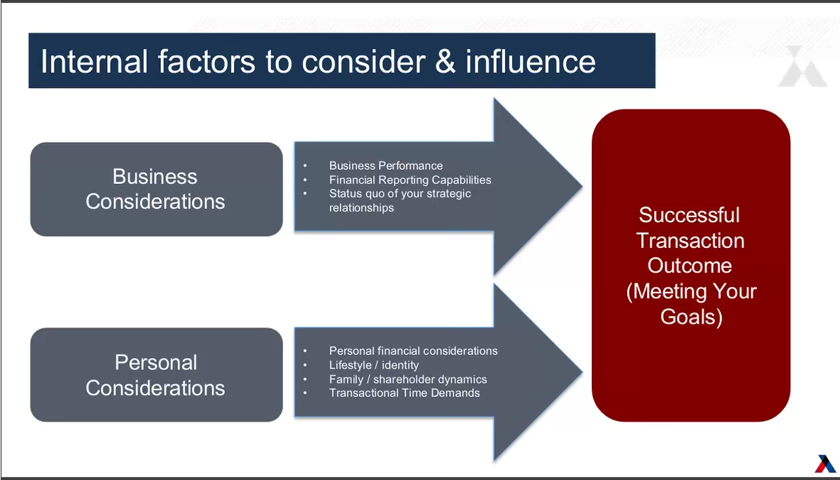 Internal factors to consider & influence
Business
Considerations
• Business Performance
• Financial Reporting Capabilities
• Status quo of your strategic
relationships
Personal
Considerations
• Personal financial considerations
• Lifestyle / identity
• Family / shareholder dynamics
• Transactional Time Demands
Successful
Transaction
Outcome
(Meeting Your
Goals)